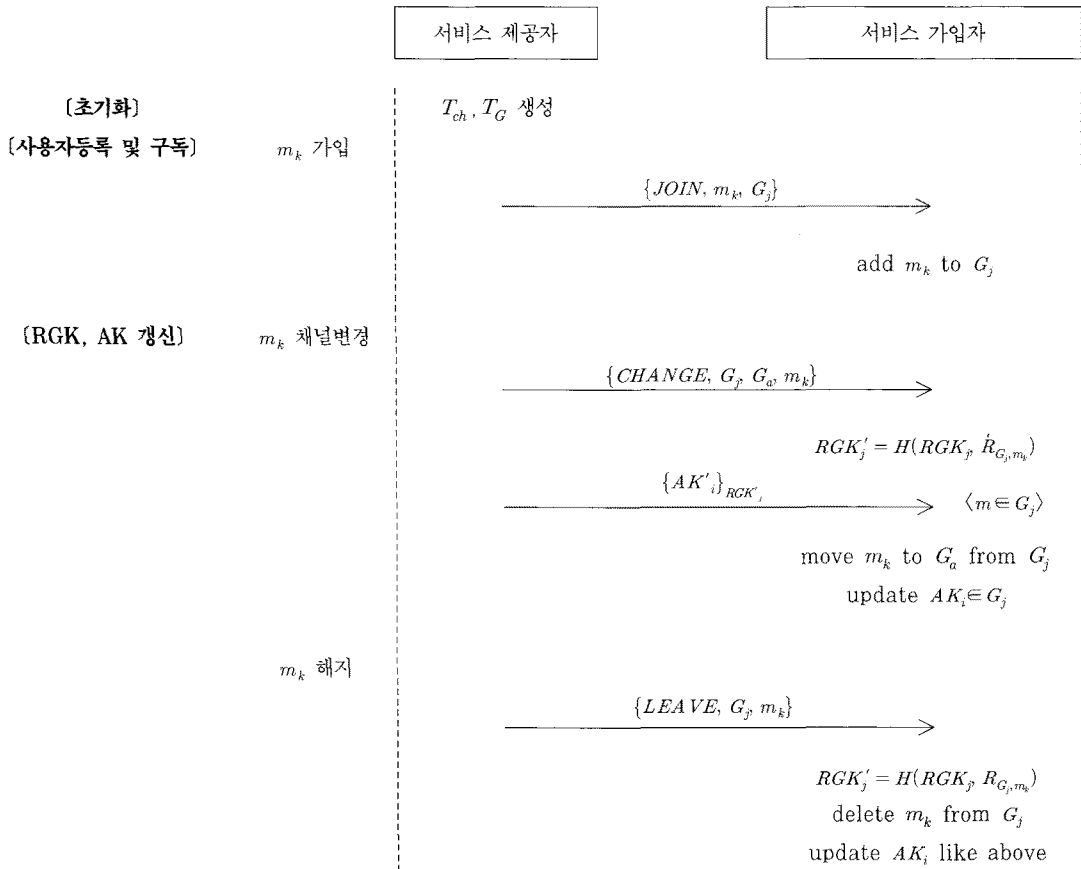 서비스 제공자 서비스 가입자
[초기화] T_ch, T_G 생성
[사용자등록 및 구독] m_k 가입
{JOIN, m_k, G_j}
add m_k to G_j
[RGK, AK 갱신] m_k 채널변경
{CHANGE, G_j, G_a, m_k}
RGK'_j = H(RGK_j, R'_{G_j,m_k})
{AK'_i}_{RGK'_j} ⟨m∈G_j⟩
move m_k to G_a from G_j
update AK_i∈G_j
m_k 해지
{LEAVE, G_j, m_k}
RGK'_j = H(RGK_j, R_{G_j,m_k})
delete m_k from G_j
update AK_i like above